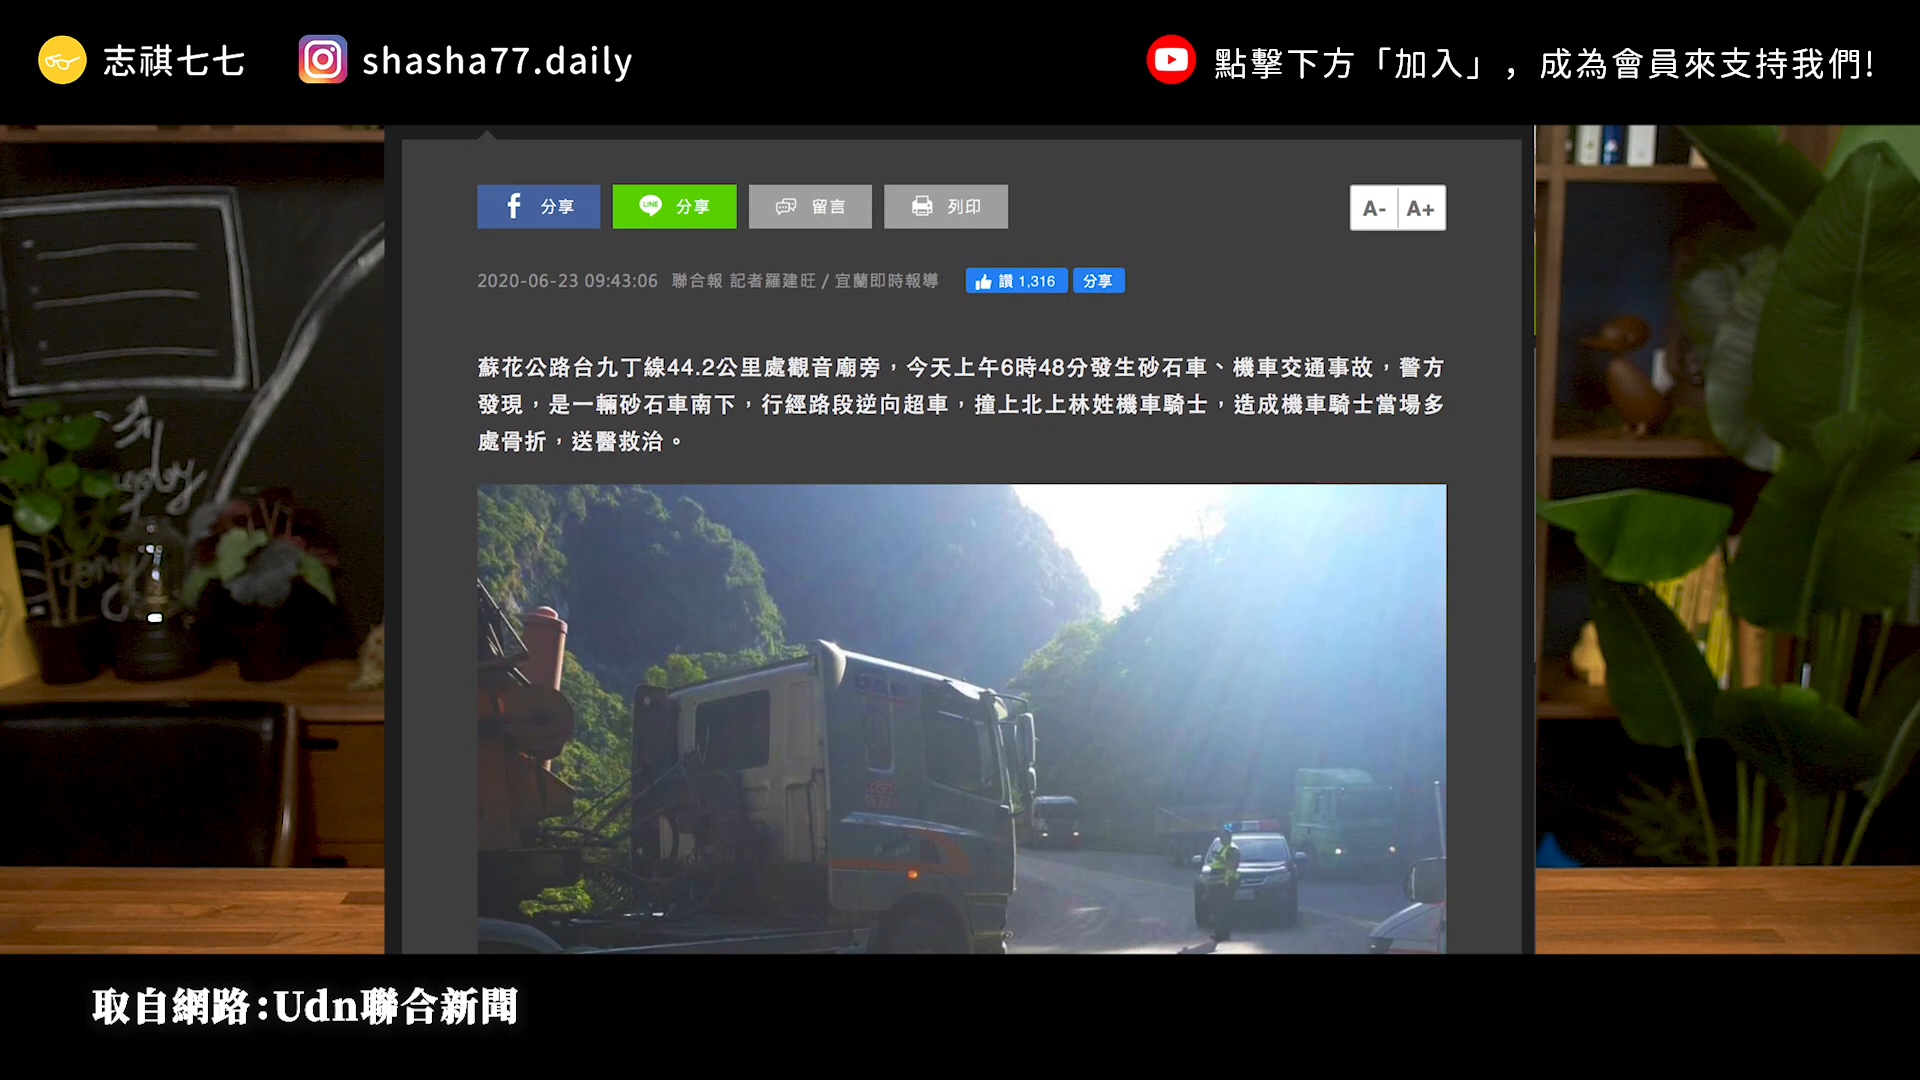 志祺七七 shasha77.daily 點擊下方「加入」，成為會員來支持我們!
分享 LINE 分享 留言 列印 A- A+
2020-06-23 09:43:06 聯合報 記者羅建旺 / 宜蘭即時報導 讚 1,316 分享
蘇花公路台九丁線44.2公里處觀音廟旁，今天上午6時48分發生砂石車、機車交通事故，警方
發現，是一輛砂石車南下，行經路段逆向超車，撞上北上林姓機車騎士，造成機車騎士當場多
處骨折，送醫救治。
取自網路:Udn聯合新聞